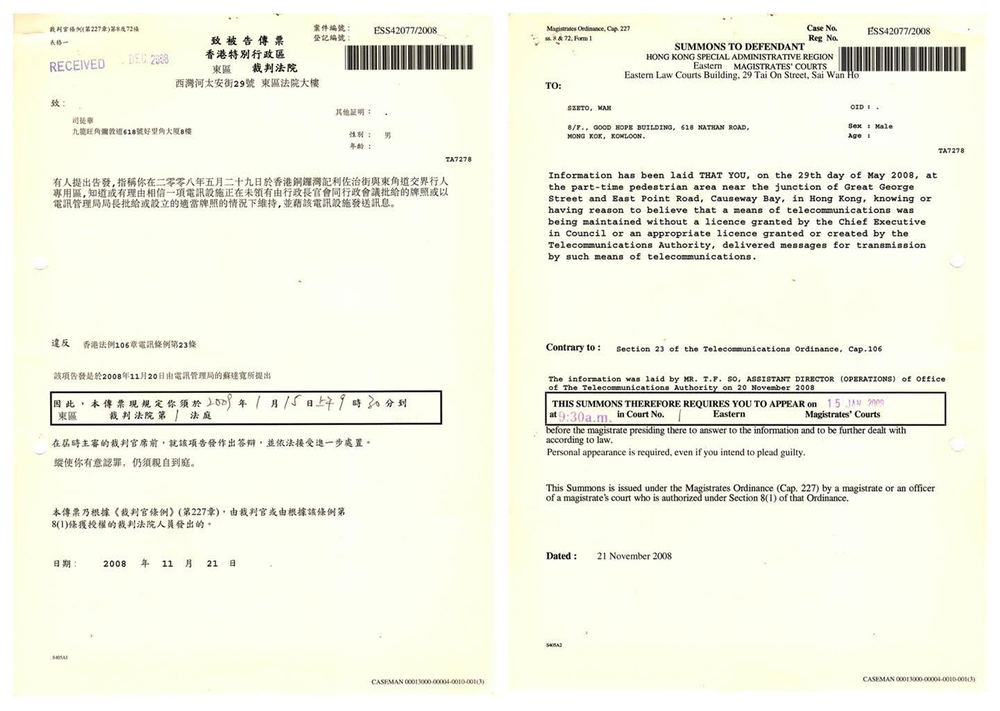 裁判官條例(第227章)第8及72條
表格一
案件編號:
登記編號:
ESS42077/2008
RECEIVED DEC 2008
致被告傳票
香港特別行政區
東區 裁判法院
西灣河太安街29號 東區法院大樓
致:
司徒華
九龍旺角彌敦道618號好望角大厦8樓
其他証明: .
性別: 男
年齡:
TA7278
有人提出告發,指稱你在二零零八年五月二十九日於香港銅鑼灣記利佐治街與東角道交界行人
專用區,知道或有理由相信一項電訊設施正在未領有由行政長官會同行政會議批給的牌照或以
電訊管理局局長批給或設立的適當牌照的情況下維持,並藉該電訊設施發送訊息。
違反 香港法例106章電訊條例第23條
該項告發是於2008年11月20日由電訊管理局的蘇達寬所提出
因此,本傳票現規定你須於 2009 年 1 月 15 日上午 9 時 30 分到
東區 裁判法院第 1 法庭
在屆時主審的裁判官席前,就該項告發作出答辯,並依法接受進一步處置。
縱使你有意認罪,仍須親自到庭。
本傳票乃根據《裁判官條例》(第227章),由裁判官或由根據該條例第
8(1)條獲授權的裁判法院人員發出的。
日期: 2008 年 11 月 21 日
S405A1
CASEMAN 00013000-00004-0010-001(3)
Magistrates Ordinance, Cap. 227
ss. 8 & 72, Form 1
Case No.
Reg No.
ESS42077/2008
SUMMONS TO DEFENDANT
HONG KONG SPECIAL ADMINISTRATIVE REGION
Eastern MAGISTRATES' COURTS
Eastern Law Courts Building, 29 Tai On Street, Sai Wan Ho
TO:
SZETO, WAH
8/F., GOOD HOPE BUILDING, 618 NATHAN ROAD,
MONG KOK, KOWLOON.
OID : .
Sex : Male
Age :
TA7278
Information has been laid THAT YOU, on the 29th day of May 2008, at
the part-time pedestrian area near the junction of Great George
Street and East Point Road, Causeway Bay, in Hong Kong, knowing or
having reason to believe that a means of telecommunications was
being maintained without a licence granted by the Chief Executive
in Council or an appropriate licence granted or created by the
Telecommunications Authority, delivered messages for transmission
by such means of telecommunications.
Contrary to : Section 23 of the Telecommunications Ordinance, Cap.106
The information was laid by MR. T.F. SO, ASSISTANT DIRECTOR (OPERATIONS) of Office
of The Telecommunications Authority on 20 November 2008
THIS SUMMONS THEREFORE REQUIRES YOU TO APPEAR on 15 JAN 2009
at 9:30a.m. in Court No. 1 Eastern Magistrates' Courts
before the magistrate presiding there to answer to the information and to be further dealt with
according to law.
Personal appearance is required, even if you intend to plead guilty.
This Summons is issued under the Magistrates Ordinance (Cap. 227) by a magistrate or an officer
of a magistrate's court who is authorized under Section 8(1) of that Ordinance.
Dated : 21 November 2008
S405A2
CASEMAN 00013000-00004-0010-001(3)